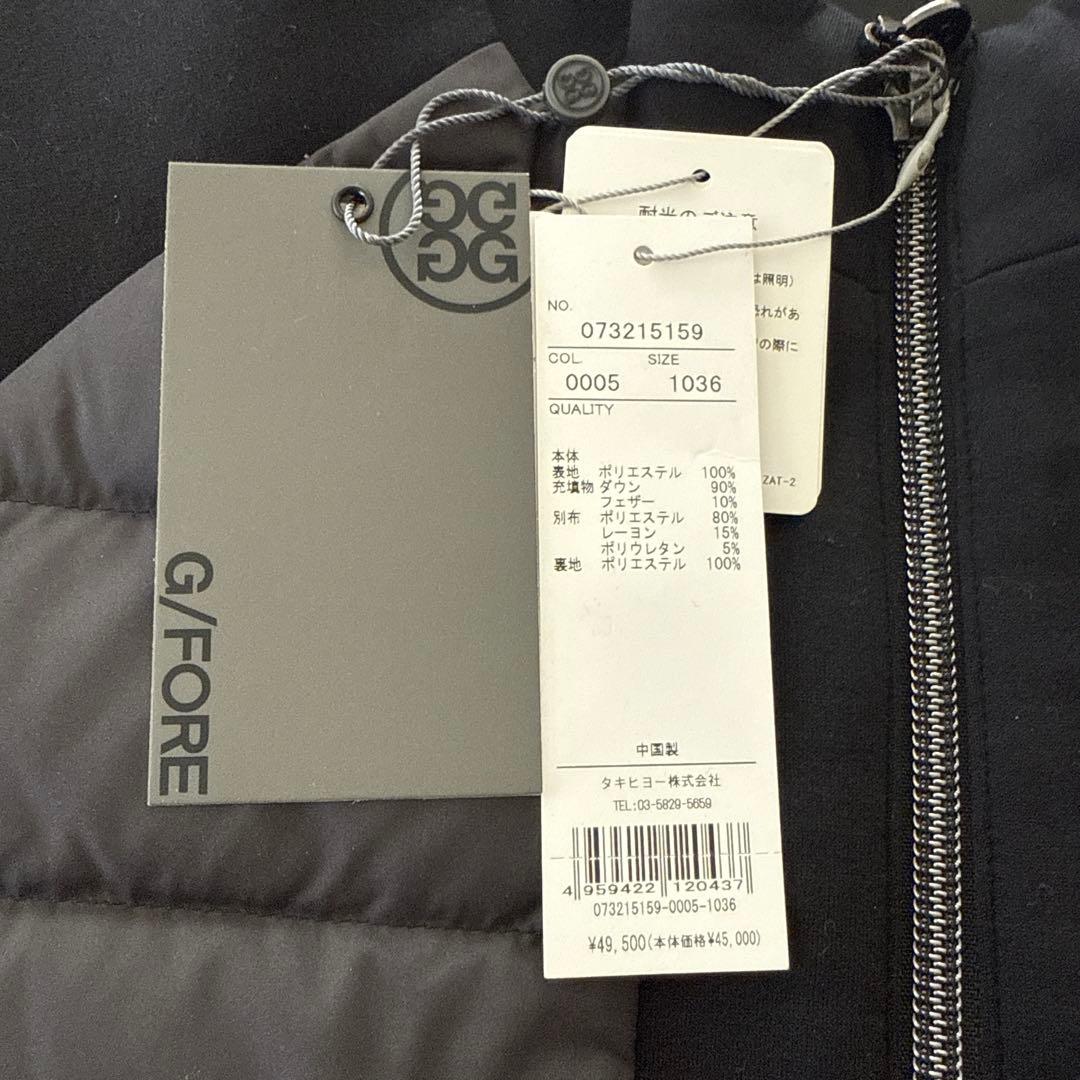 G/FORE
耐光のご注意
は照明)
恐れがあ
の際に
ZAT-2
NO.
073215159
COL. SIZE
0005 1036
QUALITY
本体
表地 ポリエステル 100%
充填物 ダウン 90%
フェザー 10%
別布 ポリエステル 80%
レーヨン 15%
ポリウレタン 5%
裏地 ポリエステル 100%
中国製
タキヒヨー株式会社
TEL:03-5829-5659
4 959422 120437
073215159-0005-1036
¥49,500(本体価格¥45,000)